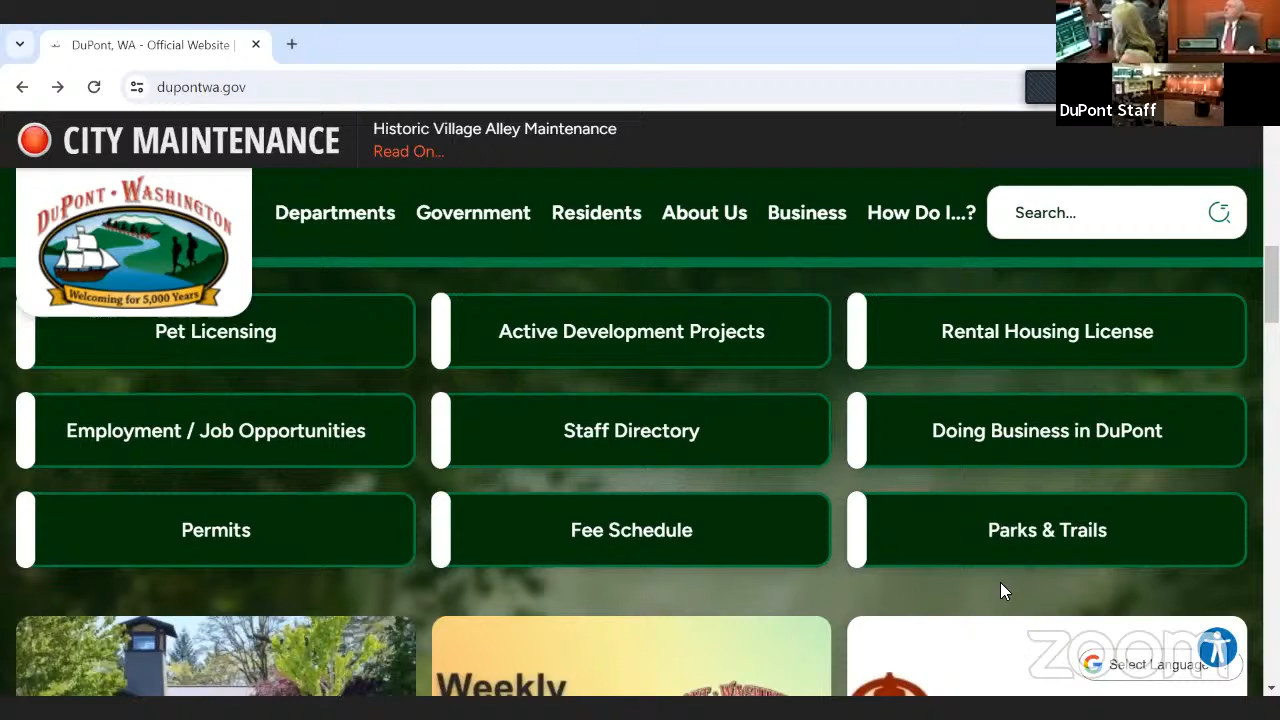 DuPont, WA - Official Website |
dupontwa.gov
DuPont Staff
CITY MAINTENANCE
Historic Village Alley Maintenance
Read On...
DUPONT • WASHINGTON
Welcoming for 5,000 Years
Departments
Government
Residents
About Us
Business
How Do I...?
Search...
Pet Licensing
Active Development Projects
Rental Housing License
Employment / Job Opportunities
Staff Directory
Doing Business in DuPont
Permits
Fee Schedule
Parks & Trails
Weekly
zoom
Select Language